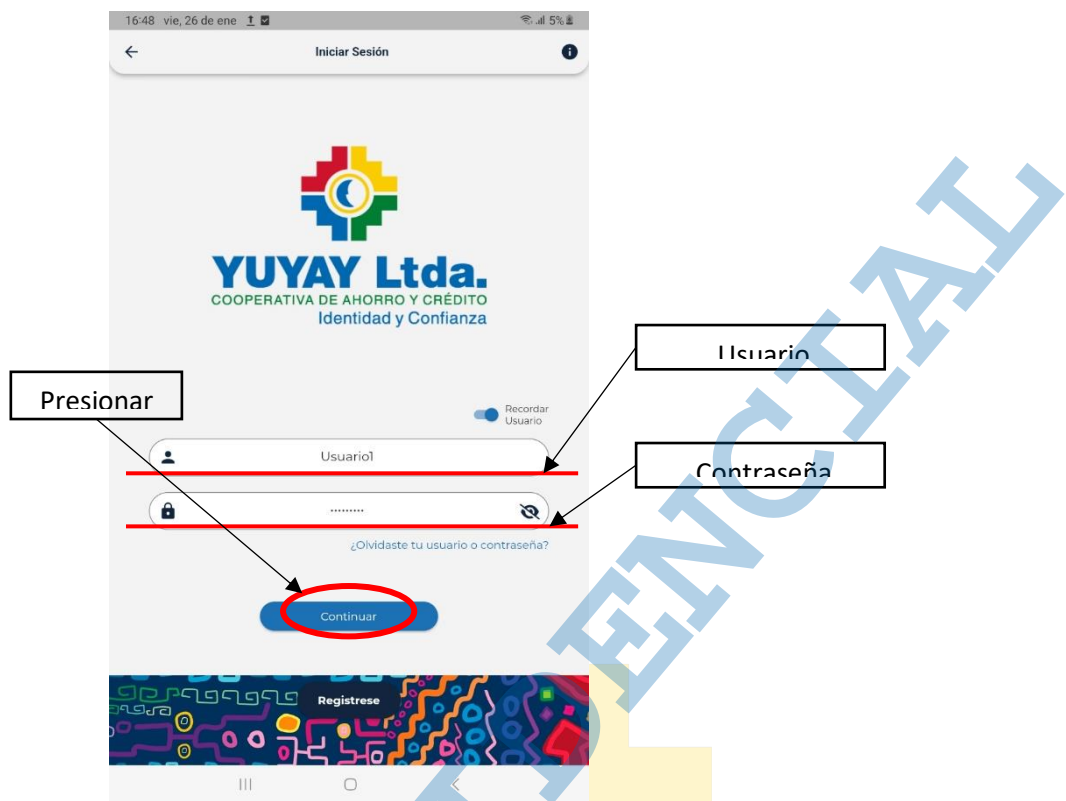 16:48 vie, 26 de ene 5%
Iniciar Sesión
YUYAY Ltda.
COOPERATIVA DE AHORRO Y CRÉDITO
Identidad y Confianza
Usuario
Presionar
Recordar
Usuario
Usuario1
Contraseña
.........
¿Olvidaste tu usuario o contraseña?
Continuar
Registrese
IDENCIAL